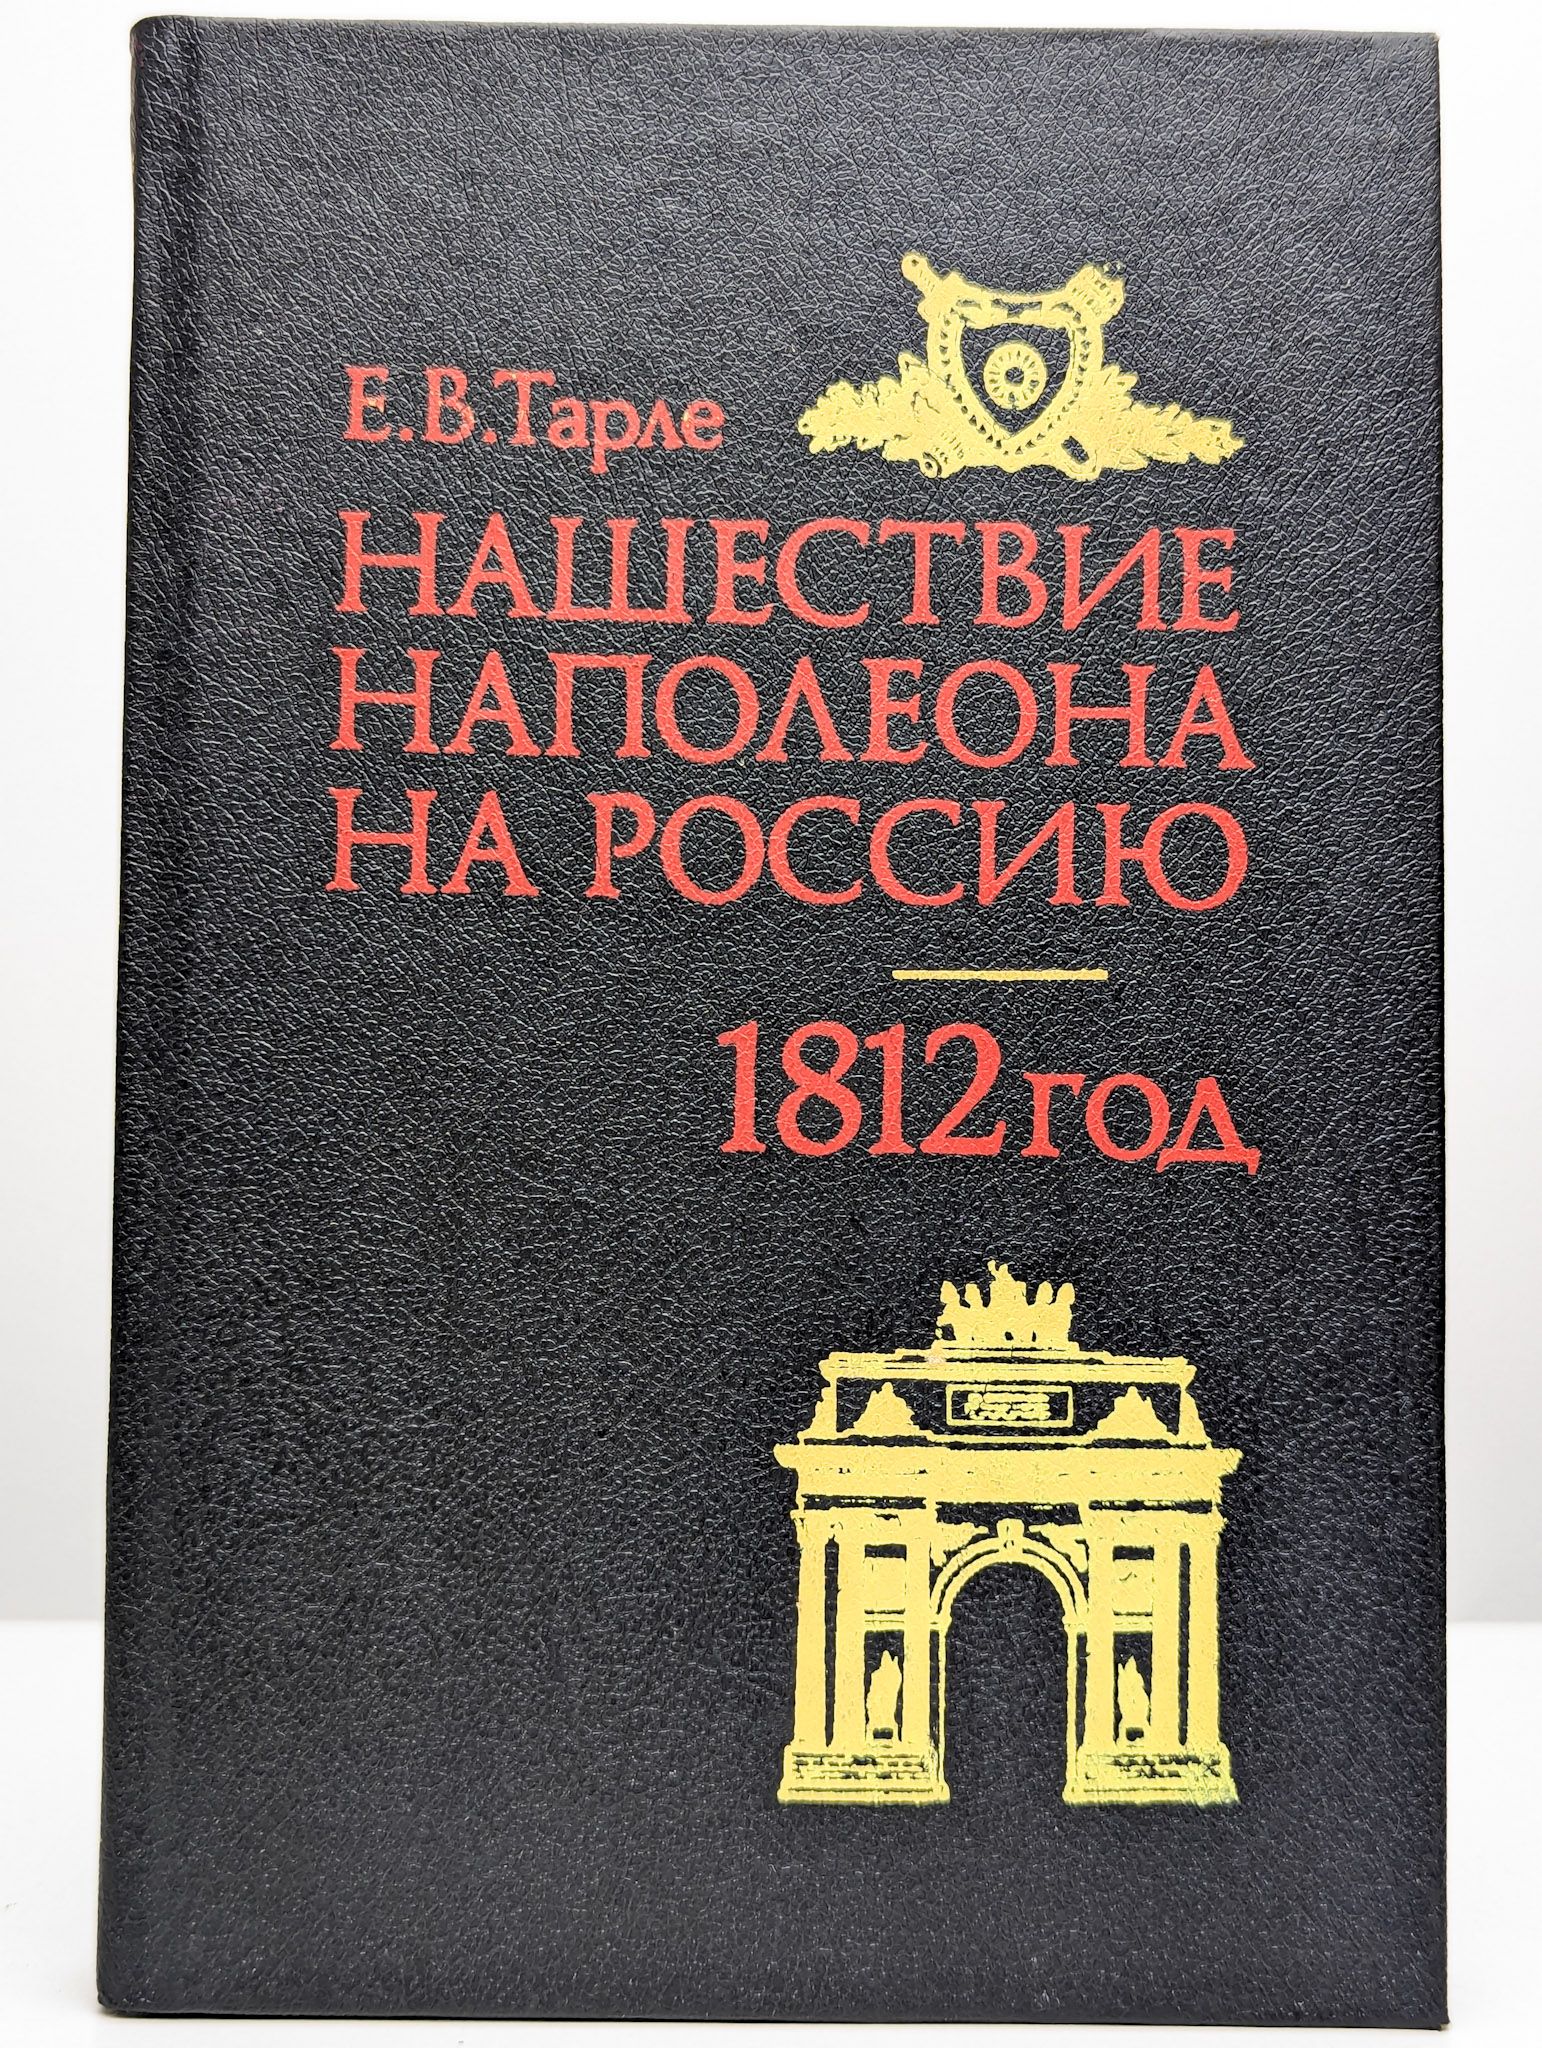 Е.В.Тарле
НАШЕСТВИЕ
НАПОЛЕОНА
НА РОССИЮ
1812 год